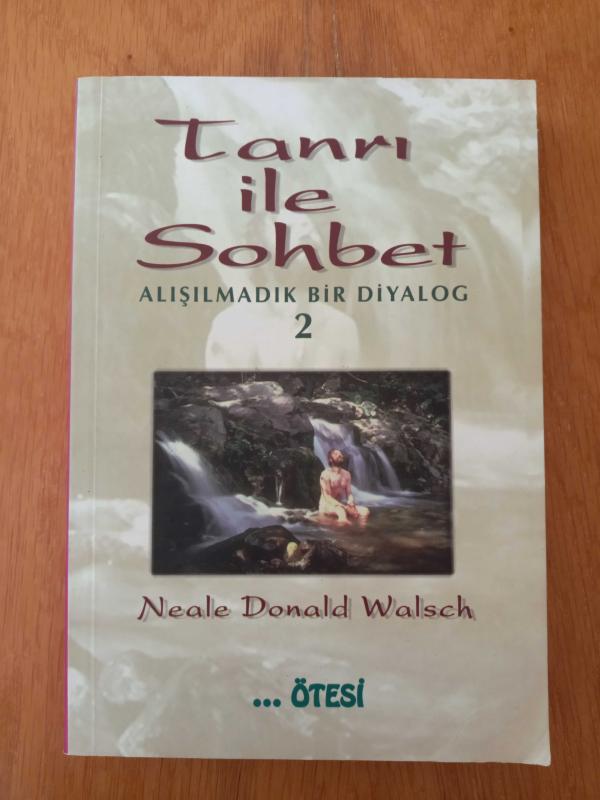 Tanrı
ile
Sohbet
ALIŞILMADIK BİR DİYALOG
2
Neale Donald Walsch
... ÖTESİ